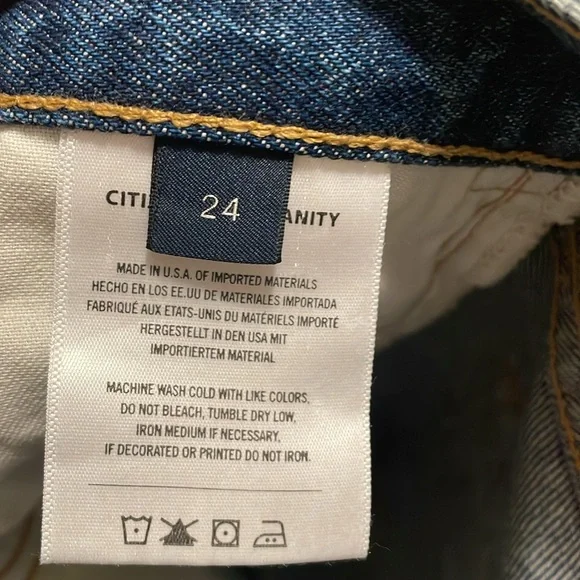 CITI
24
ANITY
MADE IN U.S.A. OF IMPORTED MATERIALS
HECHO EN LOS EE.UU DE MATERIALES IMPORTADA
FABRIQUÉ AUX ETATS-UNIS DU MATÉRIELS IMPORTÉ
HERGESTELLT IN DEN USA MIT
IMPORTIERTEM MATERIAL
MACHINE WASH COLD WITH LIKE COLORS,
DO NOT BLEACH, TUMBLE DRY LOW,
IRON MEDIUM IF NECESSARY,
IF DECORATED OR PRINTED DO NOT IRON.